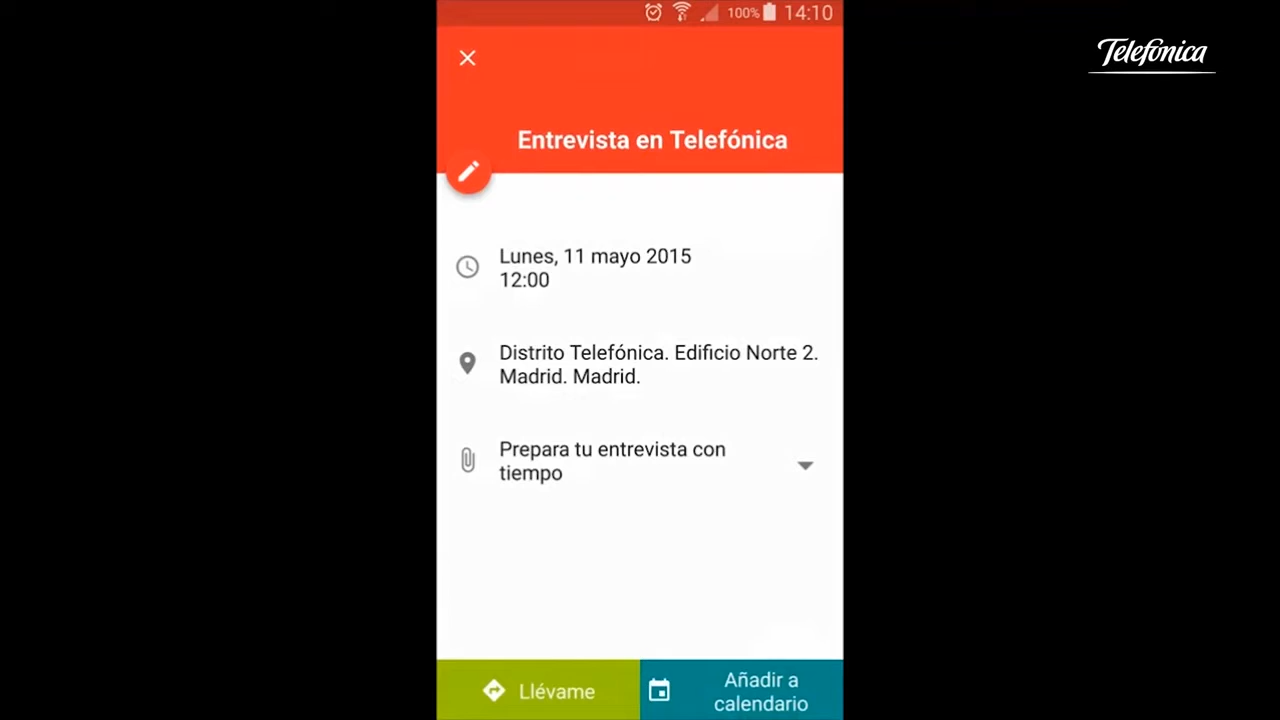 100% 14:10
Telefónica
Entrevista en Telefónica
Lunes, 11 mayo 2015
12:00
Distrito Telefónica. Edificio Norte 2.
Madrid. Madrid.
Prepara tu entrevista con
tiempo
Llévame
Añadir a
calendario